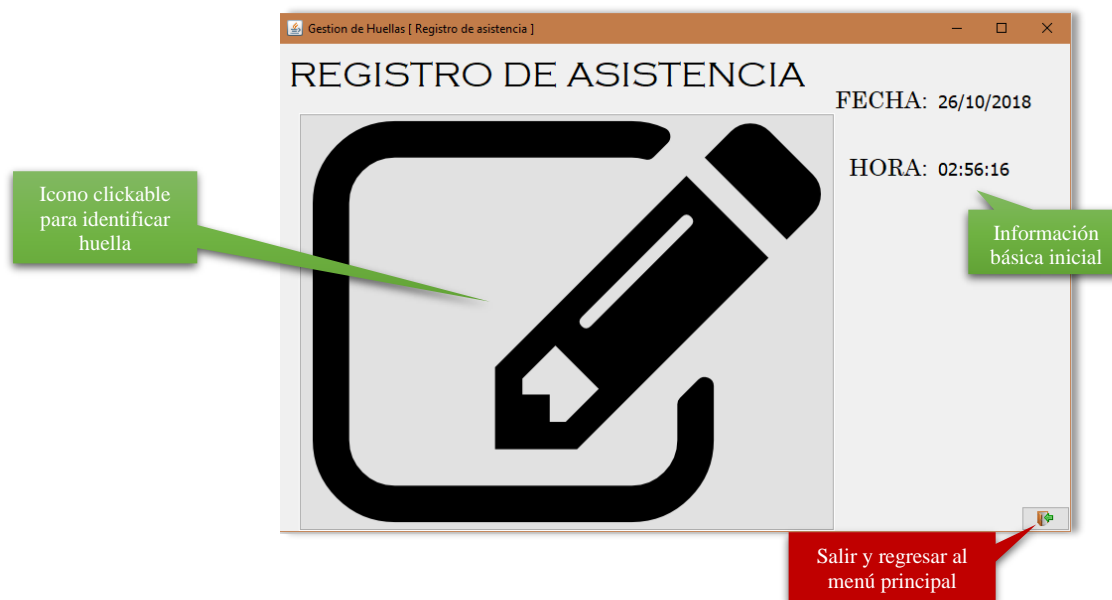 Gestion de Huellas [ Registro de asistencia ]
REGISTRO DE ASISTENCIA
FECHA: 26/10/2018
HORA: 02:56:16
Icono clickable
para identificar
huella
Información
básica inicial
Salir y regresar al
menú principal